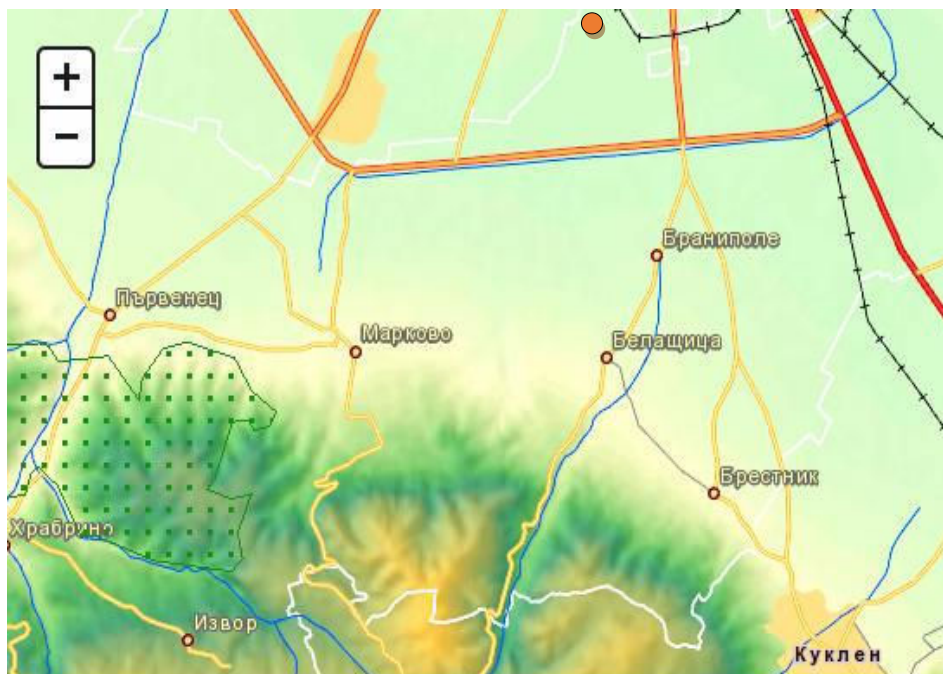 +
−
Браниполе
Първенец
Марково
Белащица
Брестник
Храбрино
Извор
Куклен